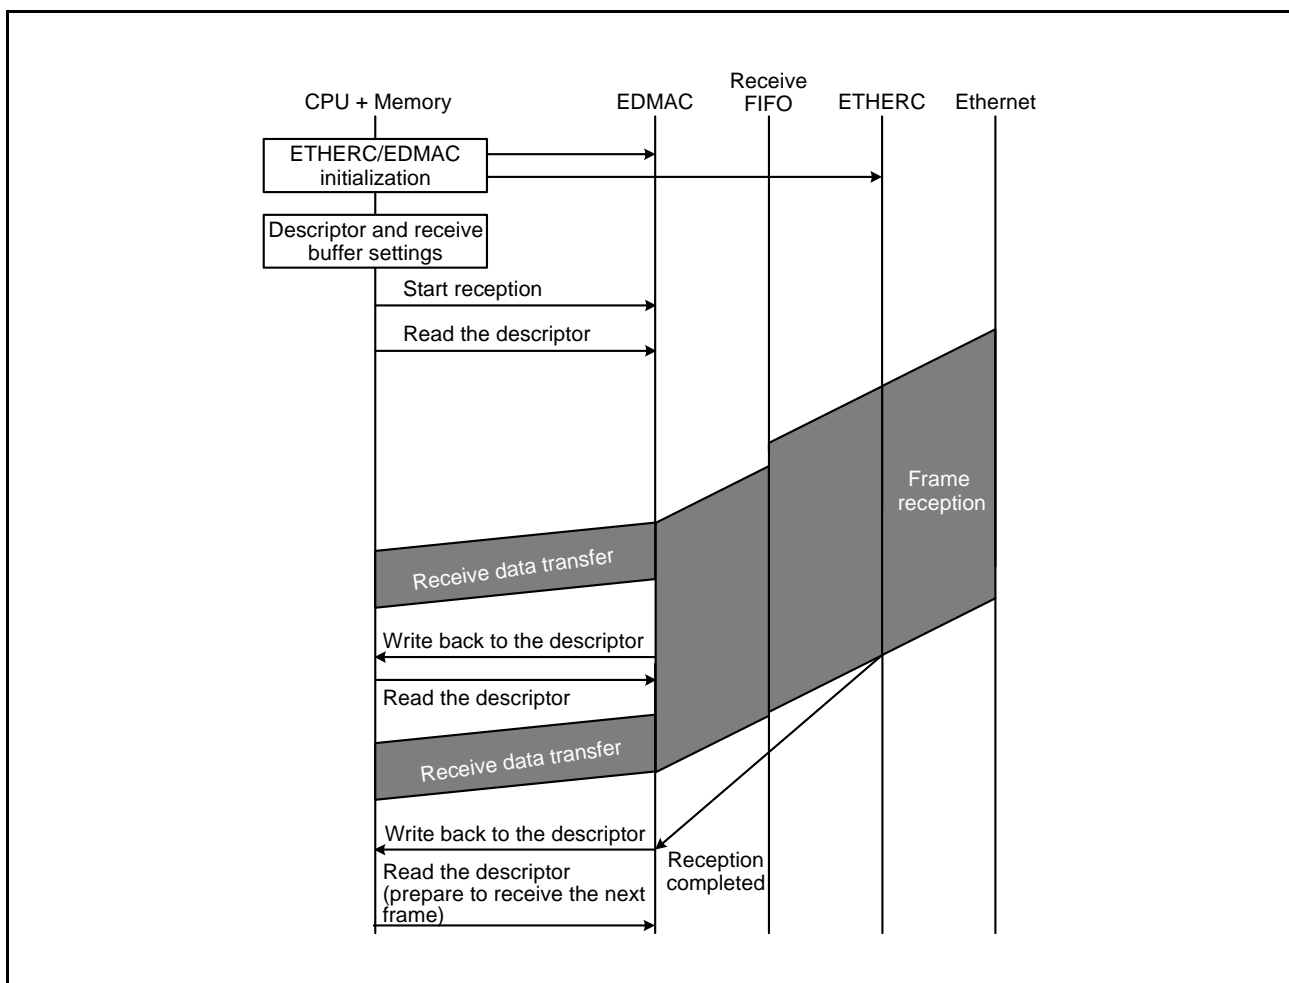 Receive
FIFO
CPU + Memory
EDMAC
ETHERC
Ethernet
ETHERC/EDMAC
initialization
Descriptor and receive
buffer settings
Start reception
Read the descriptor
Frame
reception
Receive data transfer
Write back to the descriptor
Read the descriptor
Receive data transfer
Write back to the descriptor
Reception
completed
Read the descriptor
(prepare to receive the next
frame)